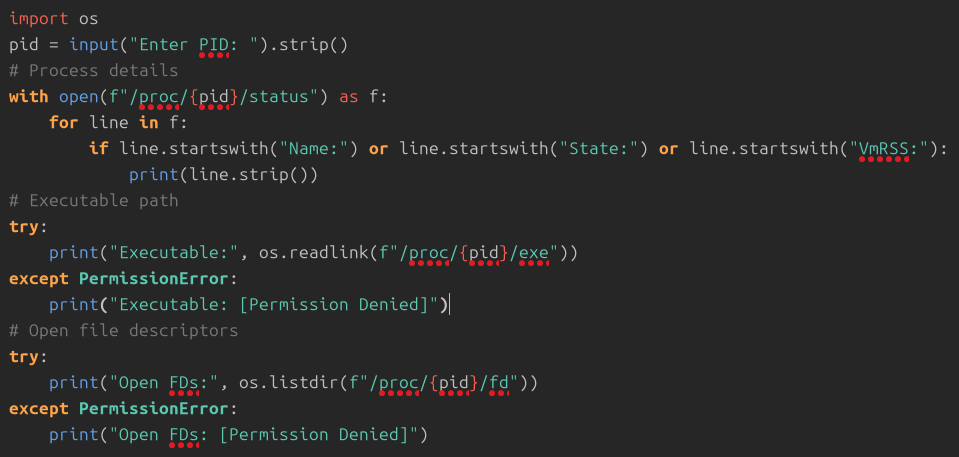 import os
pid = input("Enter PID: ").strip()
# Process details
with open(f"/proc/{pid}/status") as f:
    for line in f:
        if line.startswith("Name:") or line.startswith("State:") or line.startswith("VmRSS:"):
            print(line.strip())
# Executable path
try:
    print("Executable:", os.readlink(f"/proc/{pid}/exe"))
except PermissionError:
    print("Executable: [Permission Denied]")
# Open file descriptors
try:
    print("Open FDs:", os.listdir(f"/proc/{pid}/fd"))
except PermissionError:
    print("Open FDs: [Permission Denied]")